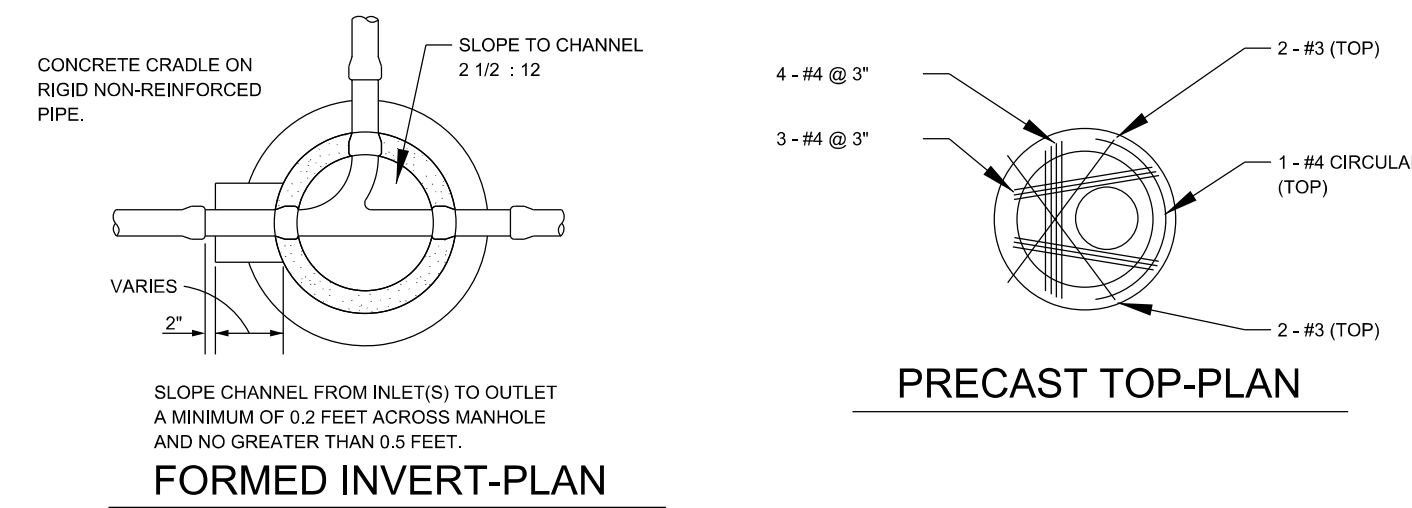 CONCRETE CRADLE ON
RIGID NON-REINFORCED
PIPE.
SLOPE TO CHANNEL
2 1/2 : 12
VARIES
2"
SLOPE CHANNEL FROM INLET(S) TO OUTLET
A MINIMUM OF 0.2 FEET ACROSS MANHOLE
AND NO GREATER THAN 0.5 FEET.
FORMED INVERT-PLAN
4 - #4 @ 3"
3 - #4 @ 3"
2 - #3 (TOP)
1 - #4
(TOP)
2 - #3 (TOP)
PRECAST TOP-PLAN